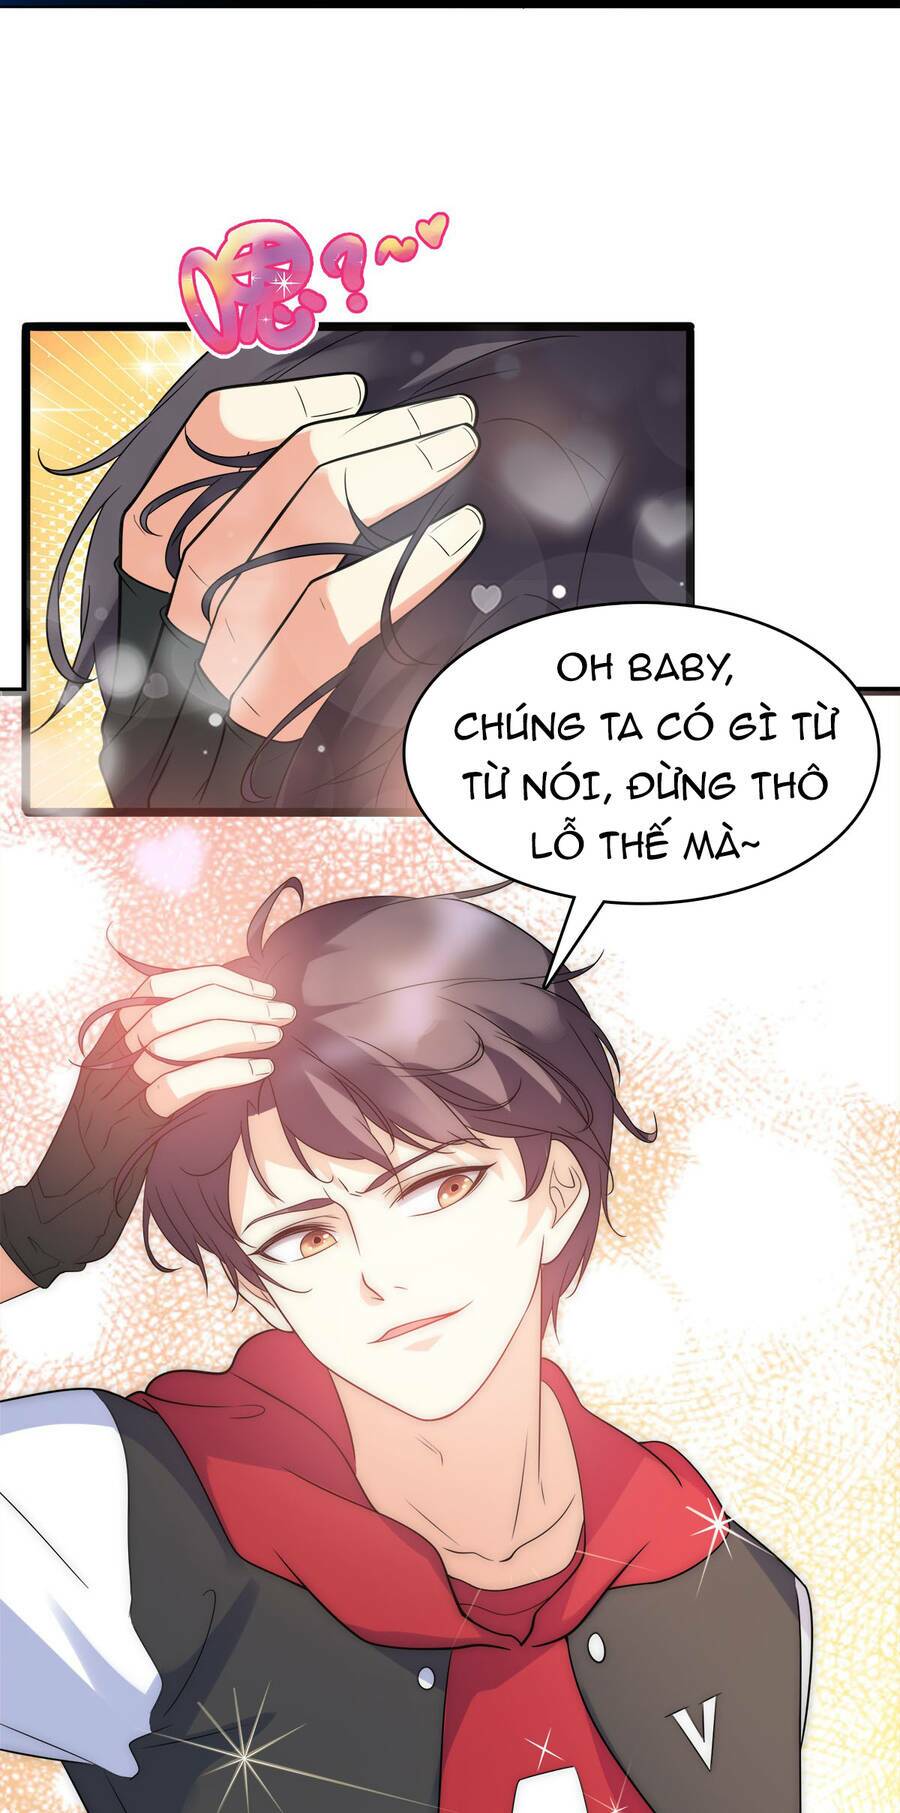 嗯?~♥
OH BABY,
CHÚNG TA CÓ GÌ TỪ
TỪ NÓI, ĐỪNG THÔ
LỖ THẾ MÀ~
V